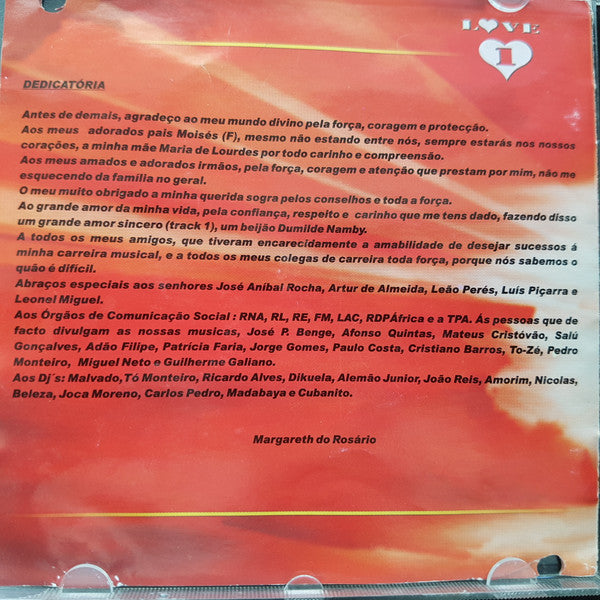 LOVE
1
DEDICATÓRIA
Antes de demais, agradeço ao meu mundo divino pela força, coragem e protecção.
Aos meus adorados pais Moisés (F), mesmo não estando entre nós, sempre estarás nos nossos
corações, a minha mãe Maria de Lourdes por todo carinho e compreensão.
Aos meus amados e adorados irmãos, pela força, coragem e atenção que prestam por mim, não me
esquecendo da família no geral.
O meu muito obrigado a minha querida sogra pelos conselhos e toda a força.
Ao grande amor da minha vida, pela confiança, respeito e carinho que me tens dado, fazendo disso
um grande amor sincero (track 1), um beijão Dumilde Namby.
A todos os meus amigos, que tiveram encarecidamente a amabilidade de desejar sucessos á
minha carreira musical, e a todos os meus colegas de carreira toda força, porque nós sabemos o
quão é difícil.
Abraços especiais aos senhores José Aníbal Rocha, Artur de Almeida, Leão Perés, Luís Piçarra e
Leonel Miguel.
Aos Órgãos de Comunicação Social : RNA, RL, RE, FM, LAC, RDPÁfrica e a TPA. Ás pessoas que de
facto divulgam as nossas musicas, José P. Benge, Afonso Quintas, Mateus Cristóvão, Salú
Gonçalves, Adão Filipe, Patrícia Faria, Jorge Gomes, Paulo Costa, Cristiano Barros, To-Zé, Pedro
Monteiro, Miguel Neto e Guilherme Galiano.
Aos Dj´s: Malvado,Tó Monteiro, Ricardo Alves, Dikuela, Alemão Junior, João Reis, Amorim, Nicolas,
Beleza, Joca Moreno, Carlos Pedro, Madabaya e Cubanito.
Margareth do Rosário